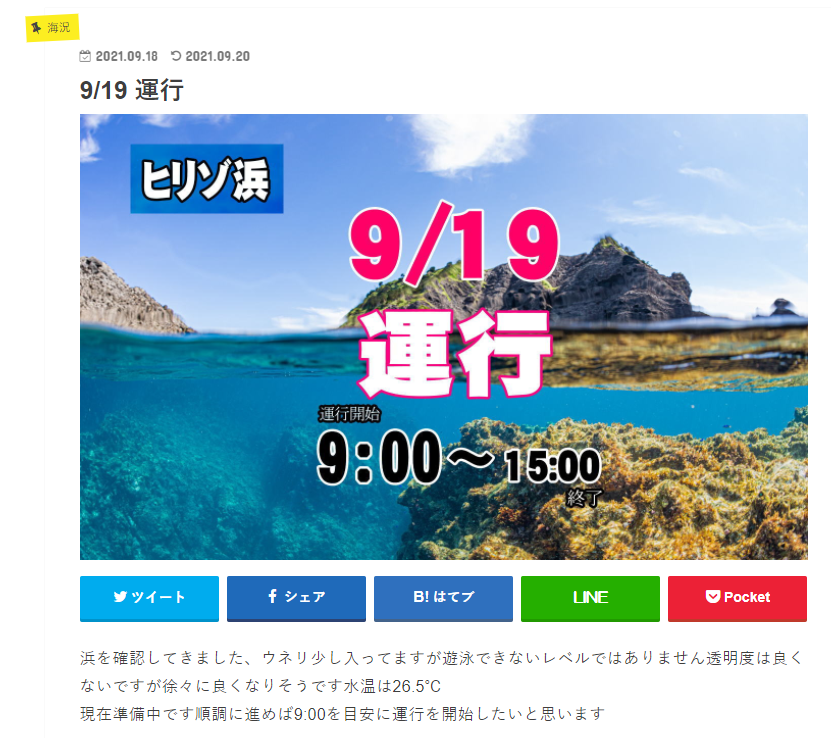 海況
2021.09.18 2021.09.20
9/19 運行
ヒリゾ浜
9/19
運行
運行開始
9:00〜15:00
終了
ツイート シェア B! はてブ LINE Pocket
浜を確認してきました、ウネリ少し入ってますが遊泳できないレベルではありません透明度は良く
ないですが徐々に良くなりそうです水温は26.5°C
現在準備中です順調に進めば9:00を目安に運行を開始したいと思います